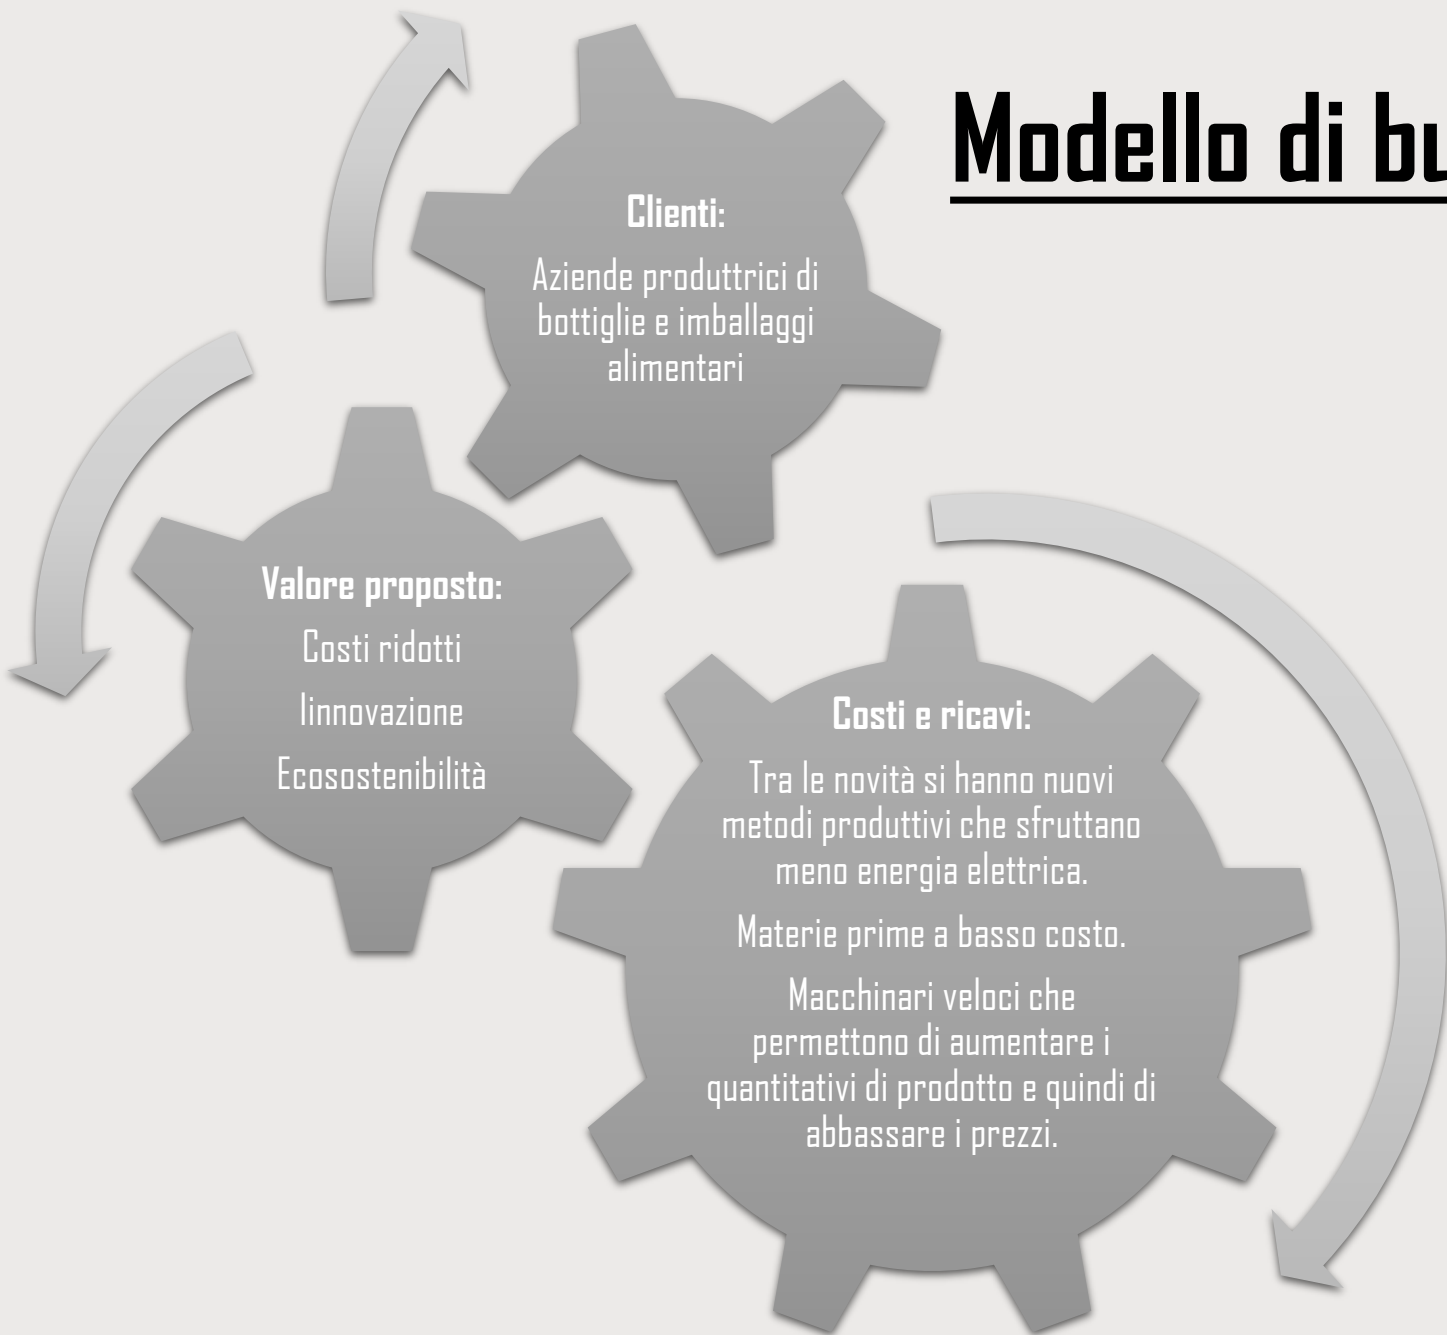 Modello di bu
Clienti:
Aziende produttrici di
bottiglie e imballaggi
alimentari
Valore proposto:
Costi ridotti
Iinnovazione
Ecosostenibilità
Costi e ricavi:
Tra le novità si hanno nuovi
metodi produttivi che sfruttano
meno energia elettrica.
Materie prime a basso costo.
Macchinari veloci che
permettono di aumentare i
quantitativi di prodotto e quindi di
abbassare i prezzi.